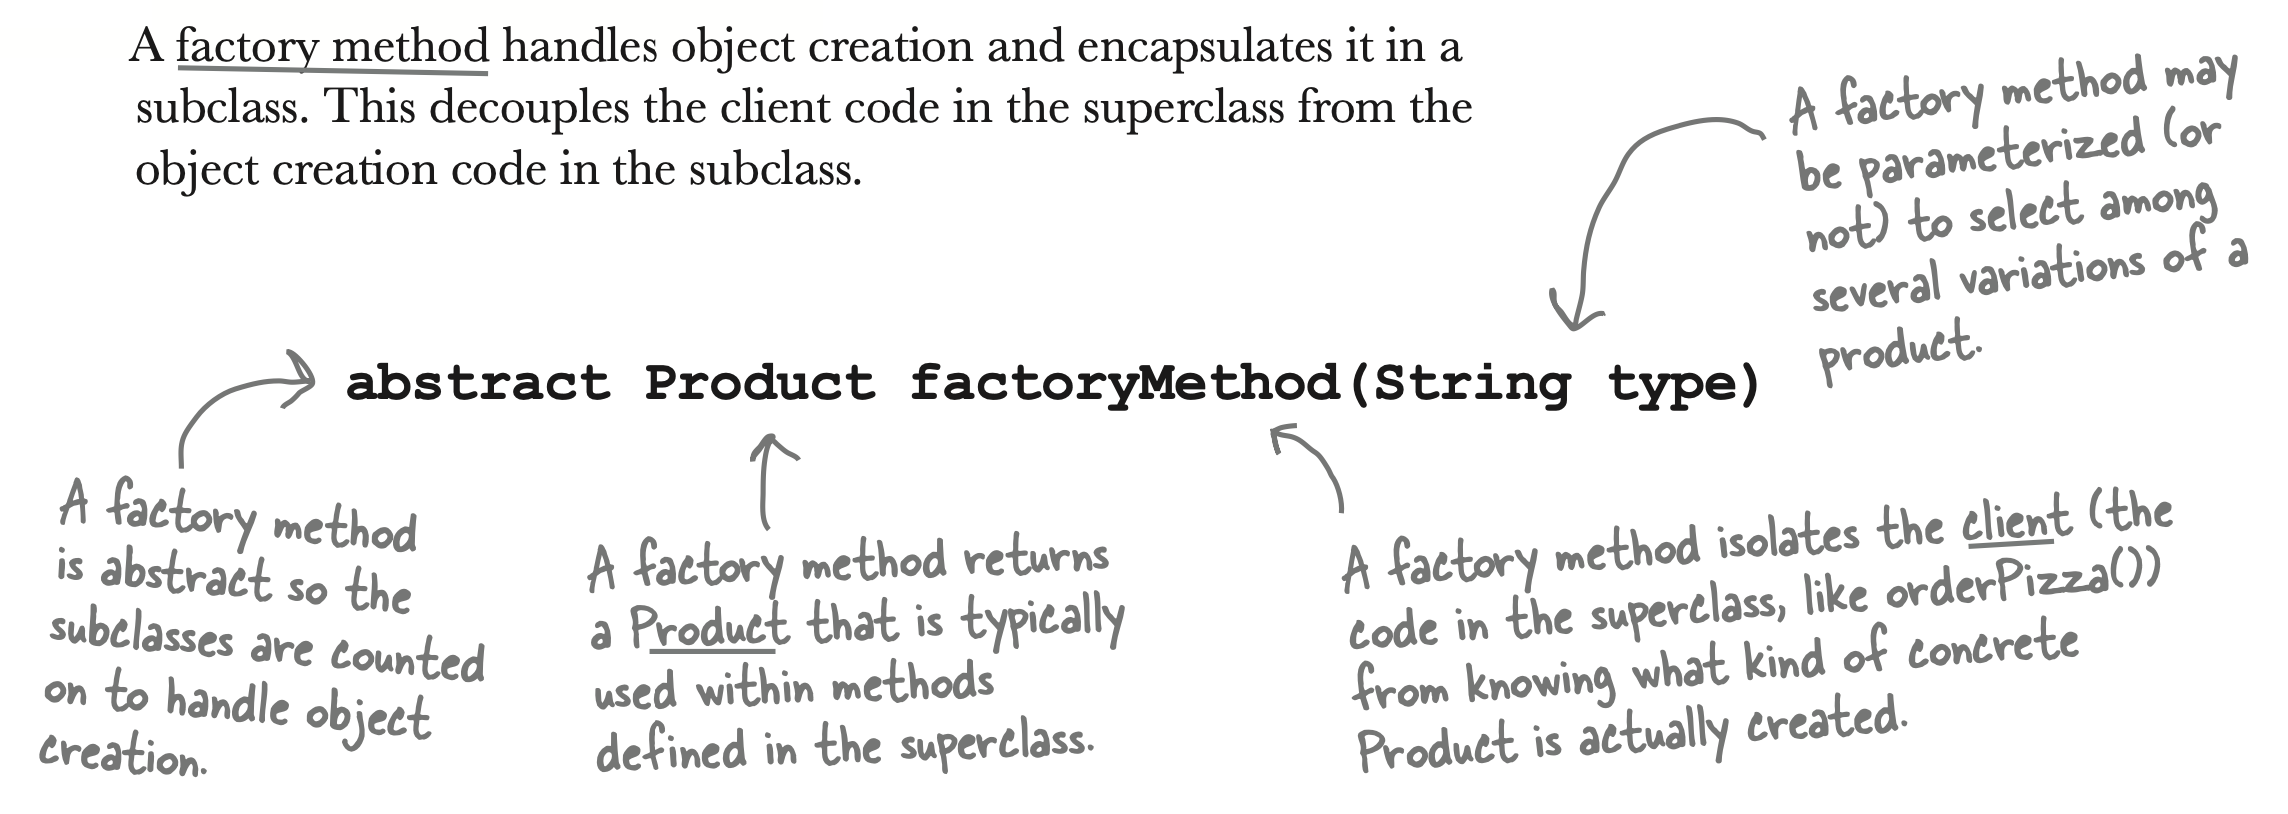 A factory method handles object creation and encapsulates it in a
subclass. This decouples the client code in the superclass from the
object creation code in the subclass.
A factory method may
be parameterized (or
not) to select among
several variations of a
product.
abstract Product factoryMethod(String type)
A factory method
is abstract so the
subclasses are counted
on to handle object
creation.
A factory method returns
a Product that is typically
used within methods
defined in the superclass.
A factory method isolates the client (the
code in the superclass, like orderPizza())
from knowing what kind of concrete
Product is actually created.